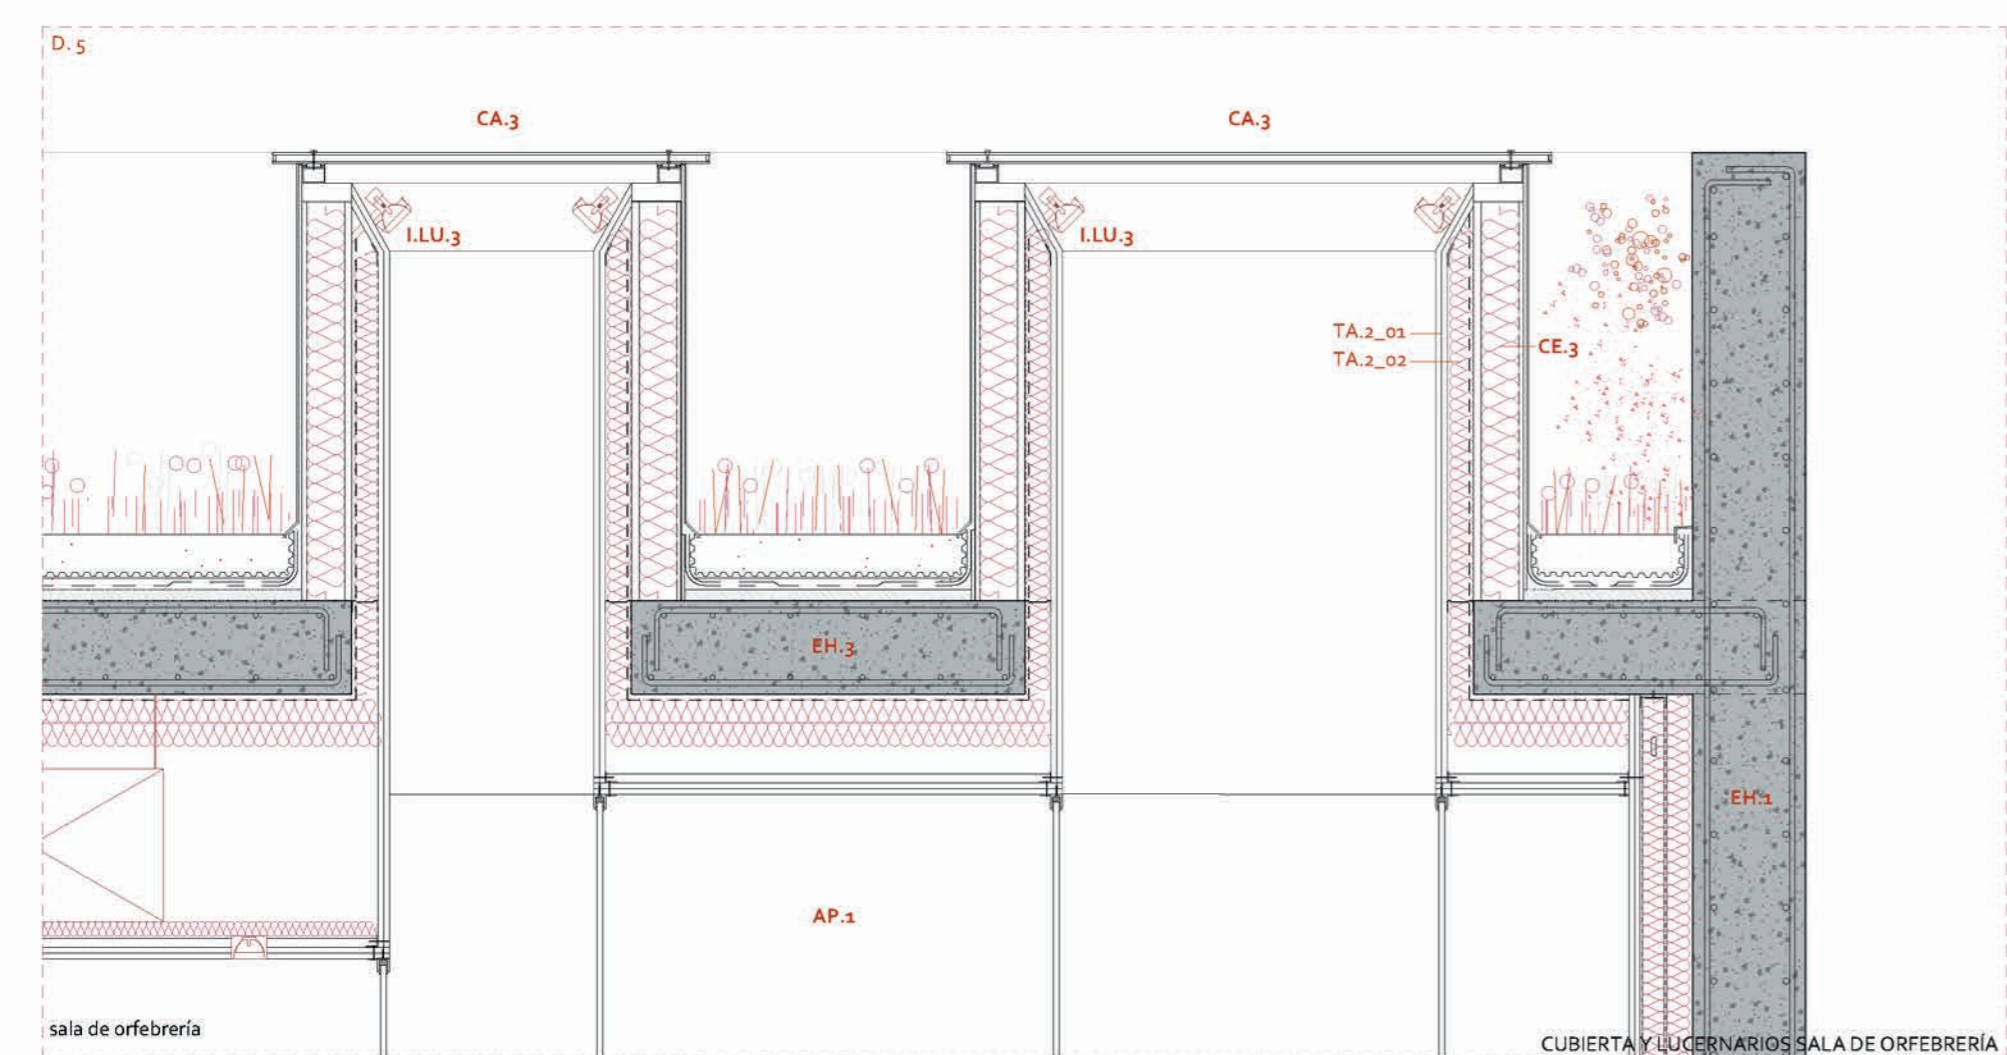 D. 5
CA.3
CA.3
I.LU.3
I.LU.3
TA.2_01
TA.2_02
CE.3
EH.3
EH.1
AP.1
sala de orfebrería
CUBIERTA Y LUCERNARIOS SALA DE ORFEBRERÍA